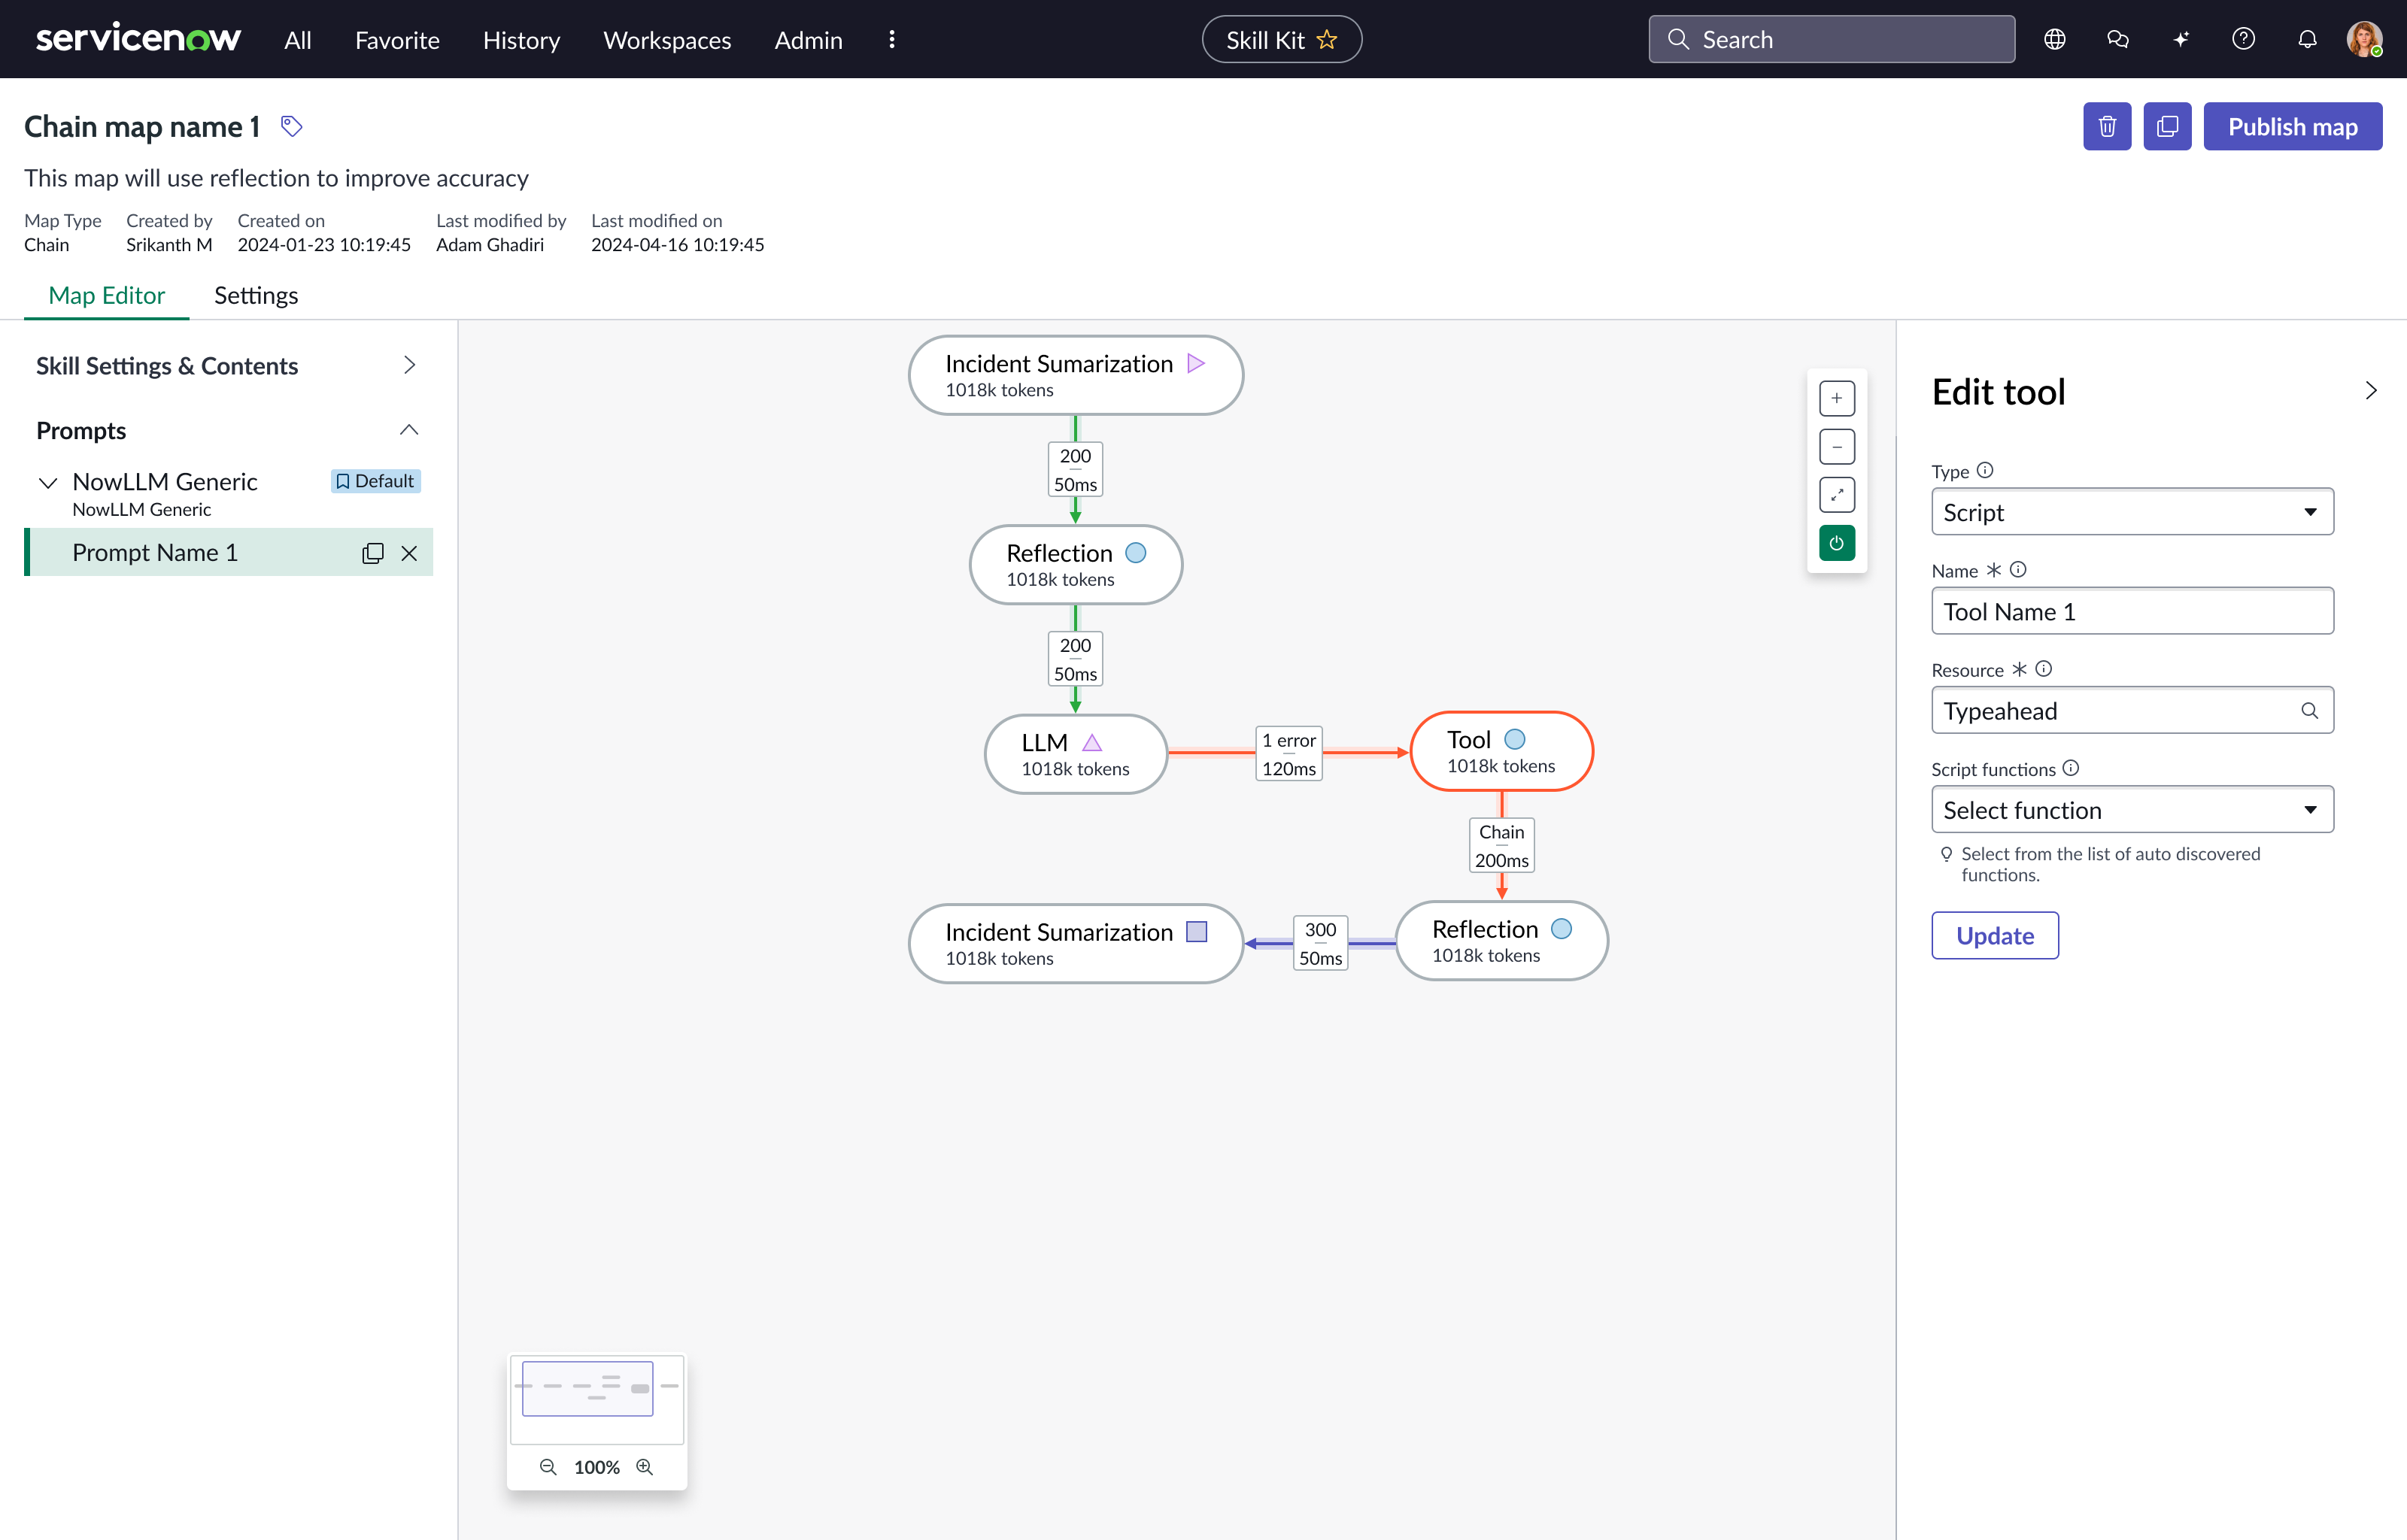 servicenow
All
Favorite
History
Workspaces
Admin
Skill Kit
Search
Chain map name 1
Publish map
This map will use reflection to improve accuracy
Map Type
Chain
Created by
Srikanth M
Created on
2024-01-23 10:19:45
Last modified by
Adam Ghadiri
Last modified on
2024-04-16 10:19:45
Map Editor
Settings
Skill Settings & Contents
Prompts
NowLLM Generic
Default
NowLLM Generic
Prompt Name 1
Incident Sumarization
1018k tokens
200
50ms
Reflection
1018k tokens
200
50ms
LLM
1018k tokens
1 error
120ms
Tool
1018k tokens
Chain
200ms
Reflection
1018k tokens
300
50ms
Incident Sumarization
1018k tokens
100%
Edit tool
Type
Script
Name *
Tool Name 1
Resource *
Typeahead
Script functions
Select function
Select from the list of auto discovered
functions.
Update